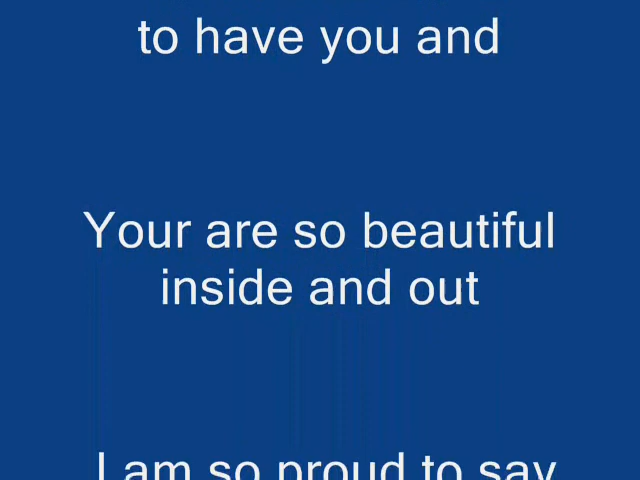 to have you and
Your are so beautiful
inside and out
I am so proud to say